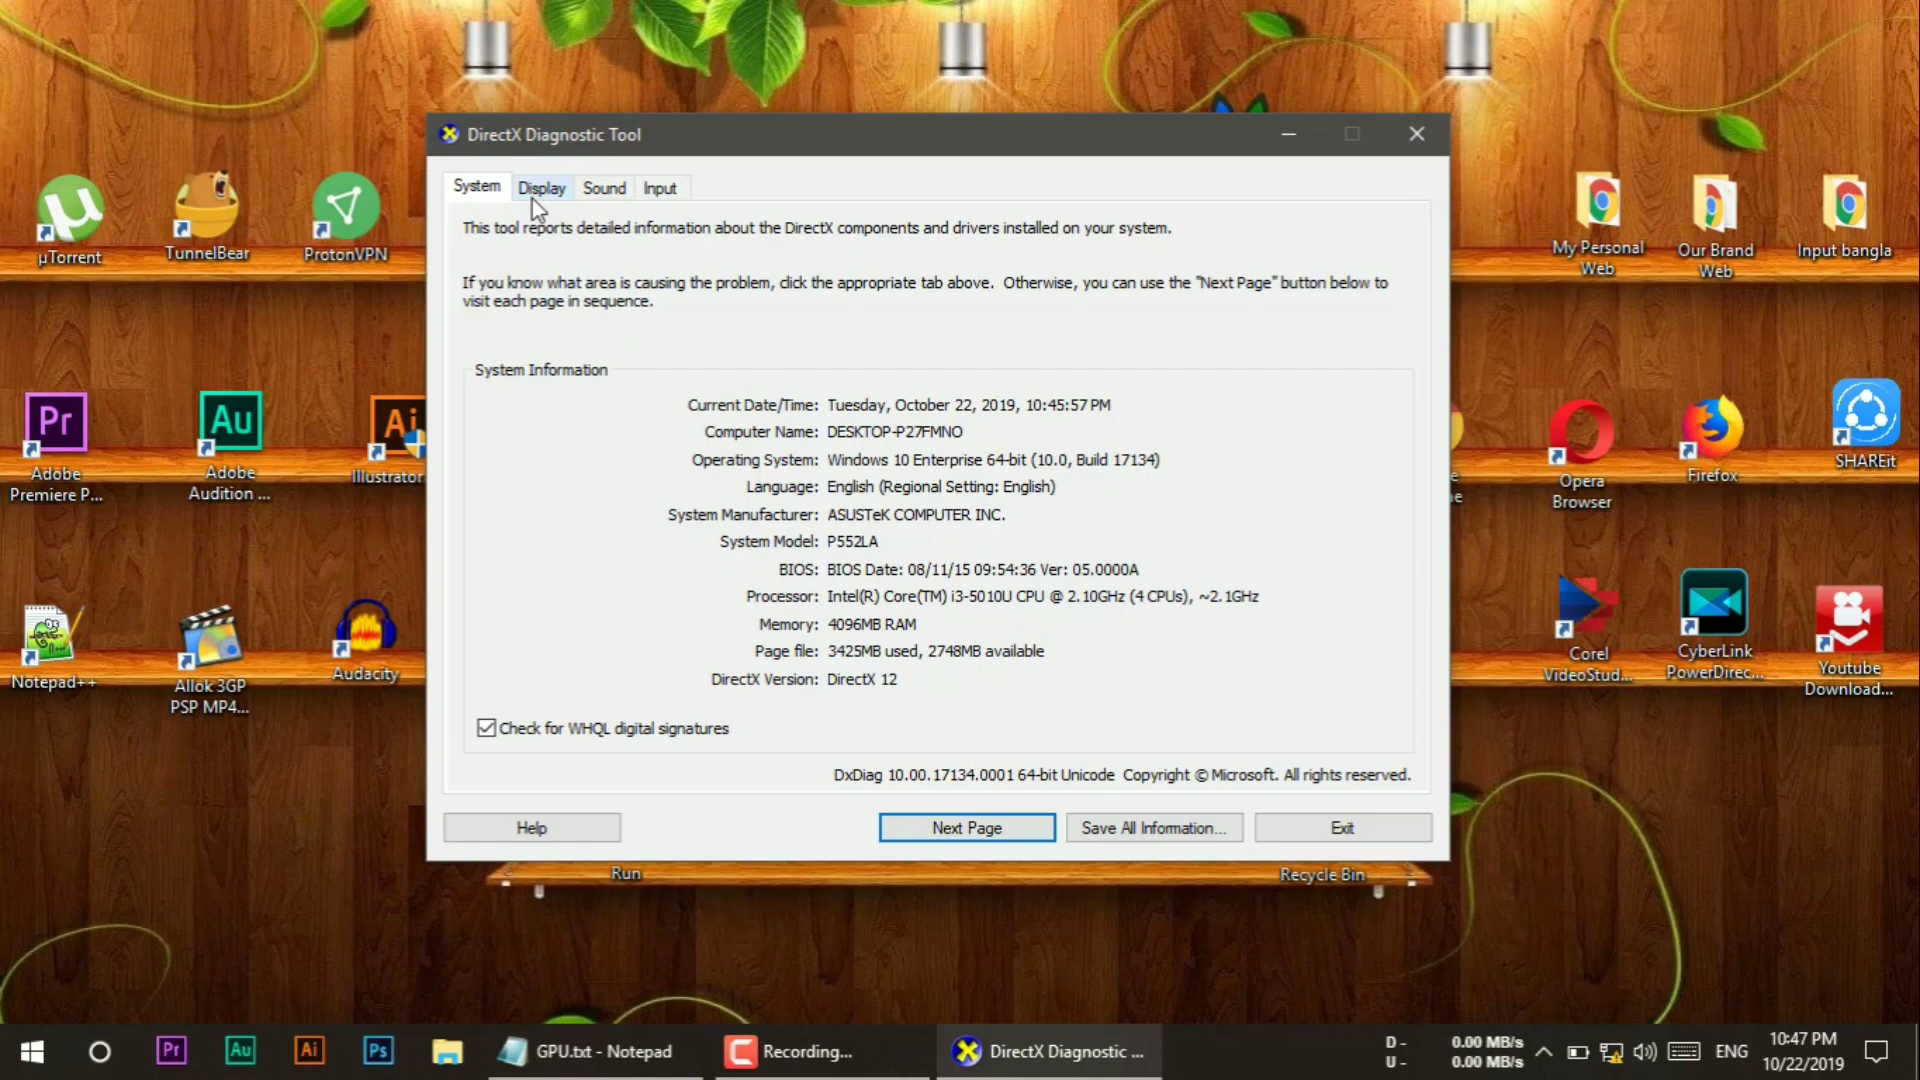 DirectX Diagnostic Tool
System Display Sound Input
This tool reports detailed information about the DirectX components and drivers installed on your system.
If you know what area is causing the problem, click the appropriate tab above. Otherwise, you can use the "Next Page" button below to
visit each page in sequence.
System Information
Current Date/Time: Tuesday, October 22, 2019, 10:45:57 PM
Computer Name: DESKTOP-P27FMNO
Operating System: Windows 10 Enterprise 64-bit (10.0, Build 17134)
Language: English (Regional Setting: English)
System Manufacturer: ASUSTeK COMPUTER INC.
System Model: P552LA
BIOS: BIOS Date: 08/11/15 09:54:36 Ver: 05.0000A
Processor: Intel(R) Core(TM) i3-5010U CPU @ 2.10GHz (4 CPUs), ~2.1GHz
Memory: 4096MB RAM
Page file: 3425MB used, 2748MB available
DirectX Version: DirectX 12
Check for WHQL digital signatures
DxDiag 10.00.17134.0001 64-bit Unicode Copyright © Microsoft. All rights reserved.
Help Next Page Save All Information... Exit
µTorrent
TunnelBear
ProtonVPN
Pr
Adobe
Premiere P...
Au
Adobe
Audition ...
Ai
Illustrator
Notepad++
Allok 3GP
PSP MP4...
Audacity
My Personal
Web
Our Brand
Web
Input bangla
Opera
Browser
Firefox
SHAREit
Corel
VideoStud...
CyberLink
PowerDirec...
Youtube
Download...
Run
Recycle Bin
Pr Au Ai Ps
GPU.txt - Notepad
Recording...
DirectX Diagnostic ...
D - 0.00 MB/s
U - 0.00 MB/s
ENG
10:47 PM
10/22/2019